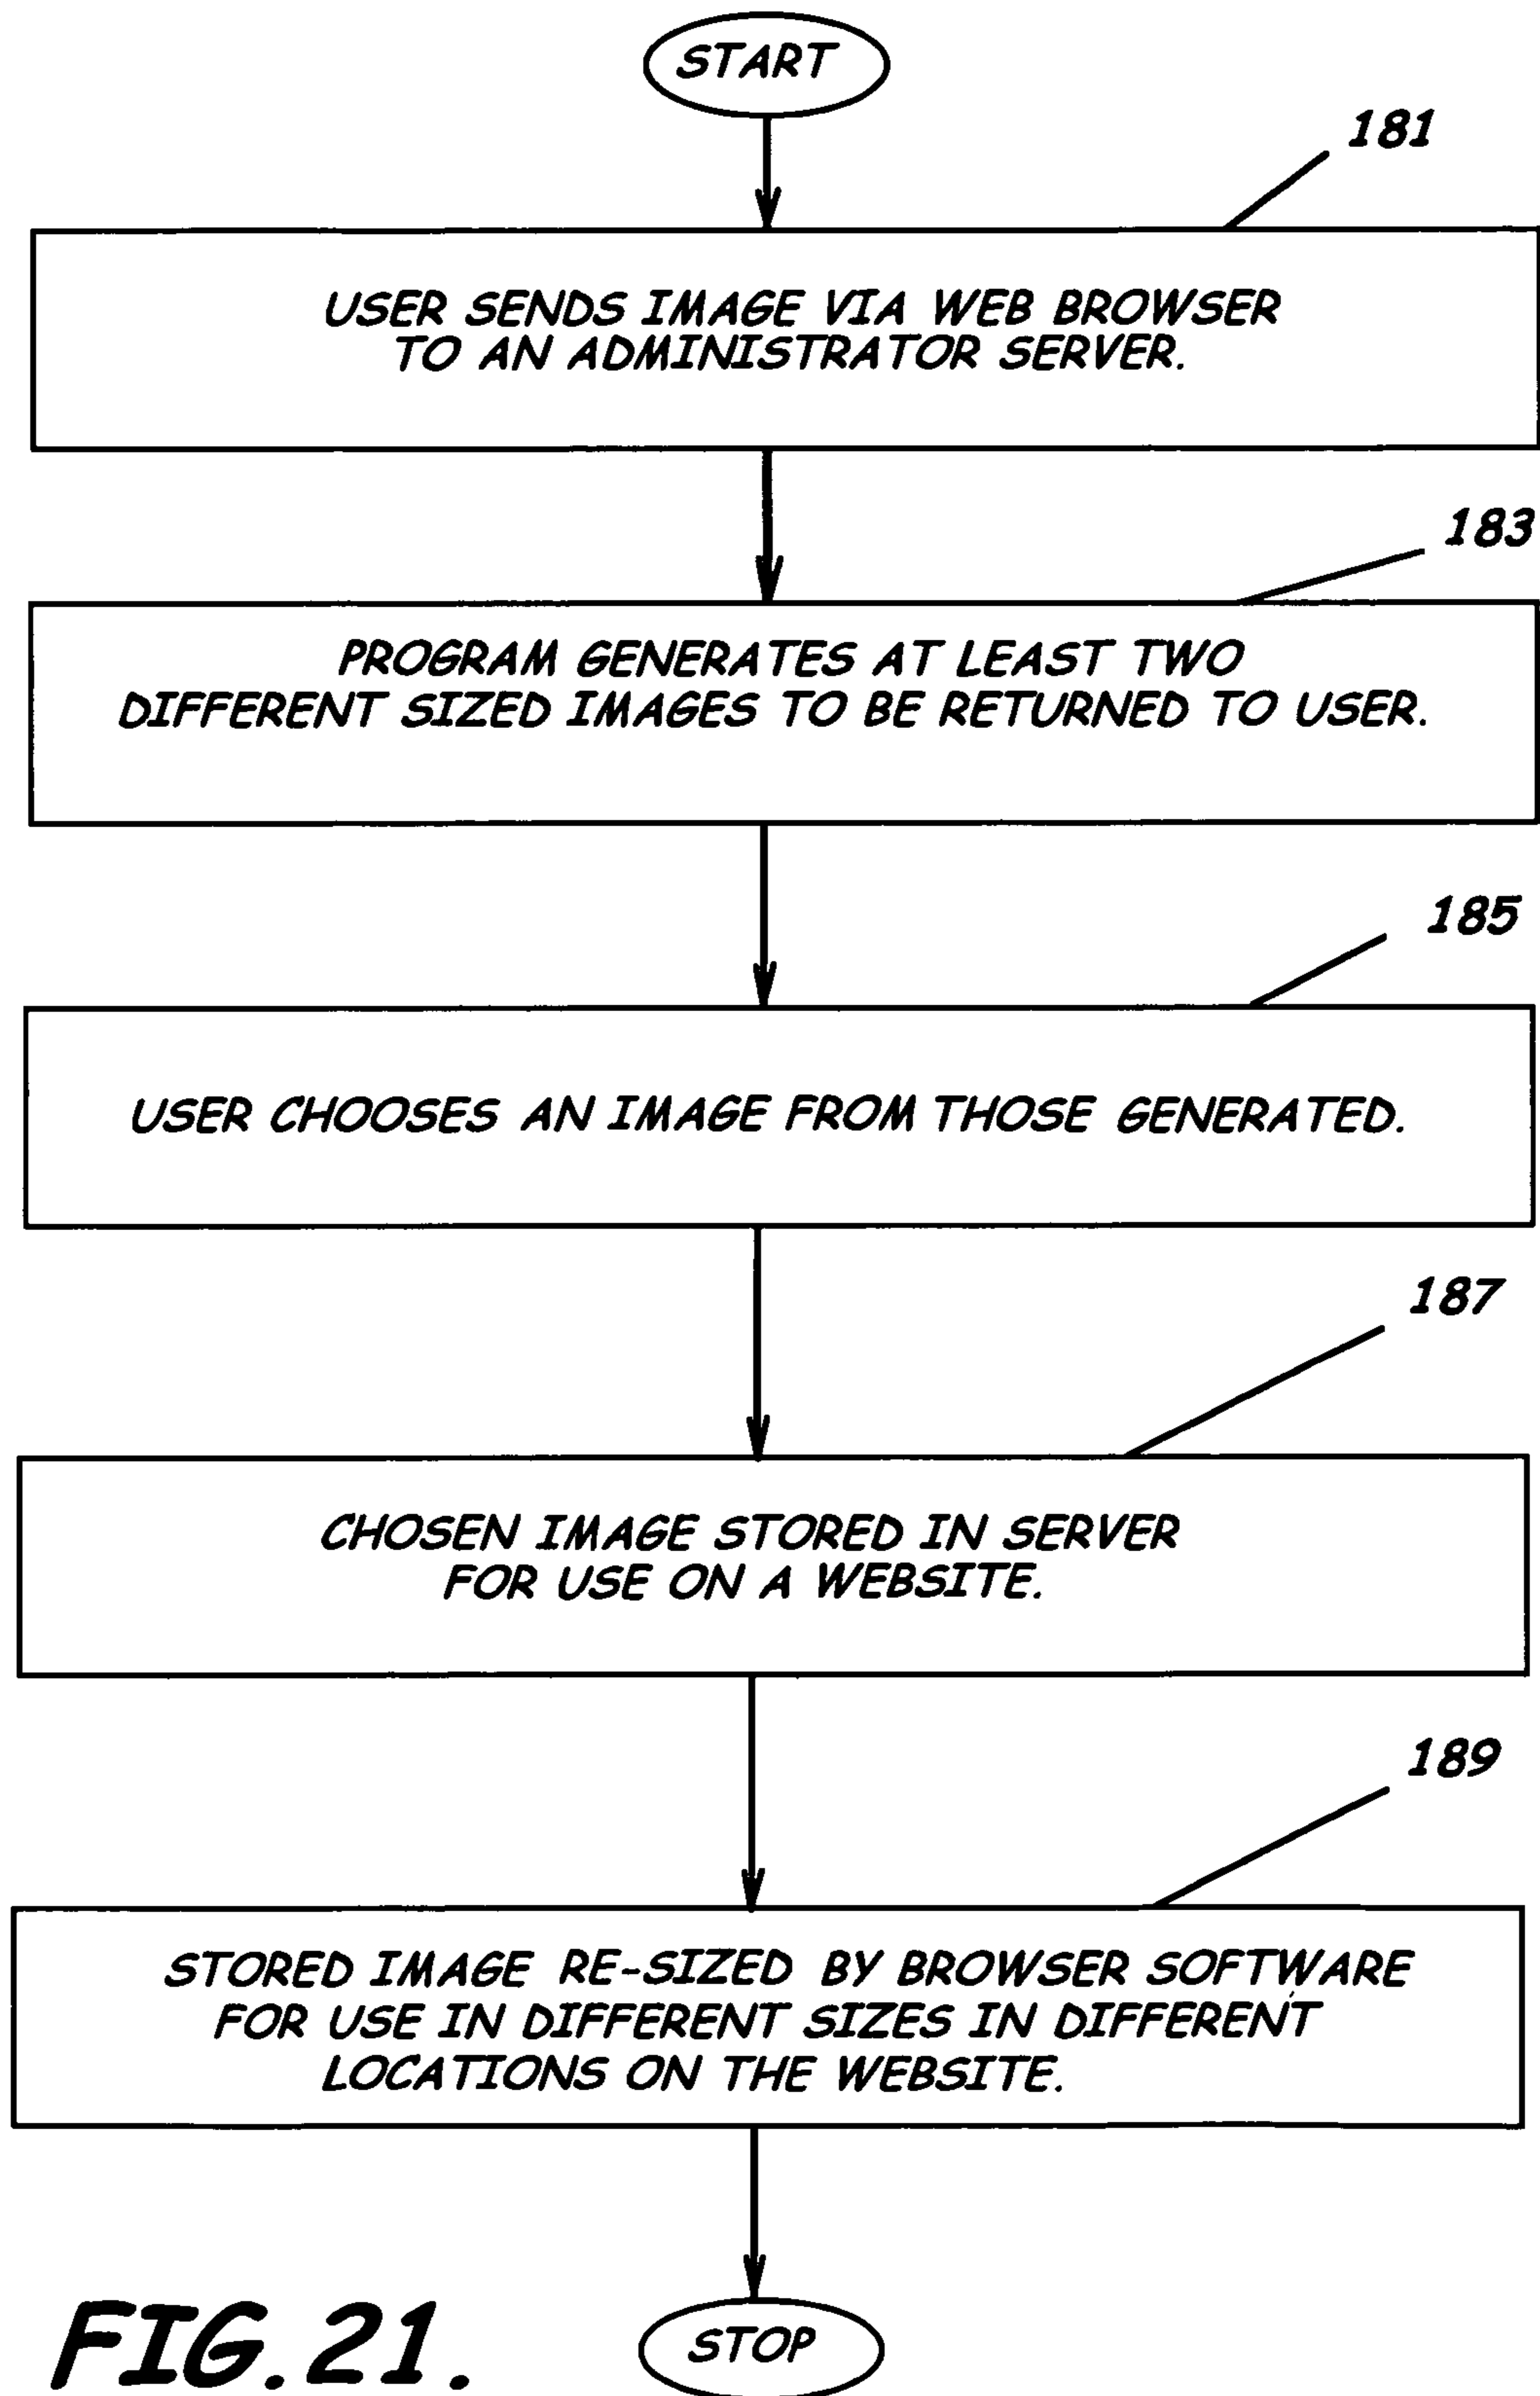 START
181
USER SENDS IMAGE VIA WEB BROWSER
TO AN ADMINISTRATOR SERVER.
183
PROGRAM GENERATES AT LEAST TWO
DIFFERENT SIZED IMAGES TO BE RETURNED TO USER.
185
USER CHOOSES AN IMAGE FROM THOSE GENERATED.
187
CHOSEN IMAGE STORED IN SERVER
FOR USE ON A WEBSITE.
189
STORED IMAGE RE-SIZED BY BROWSER SOFTWARE
FOR USE IN DIFFERENT SIZES IN DIFFERENT
LOCATIONS ON THE WEBSITE.
STOP
FIG.21.